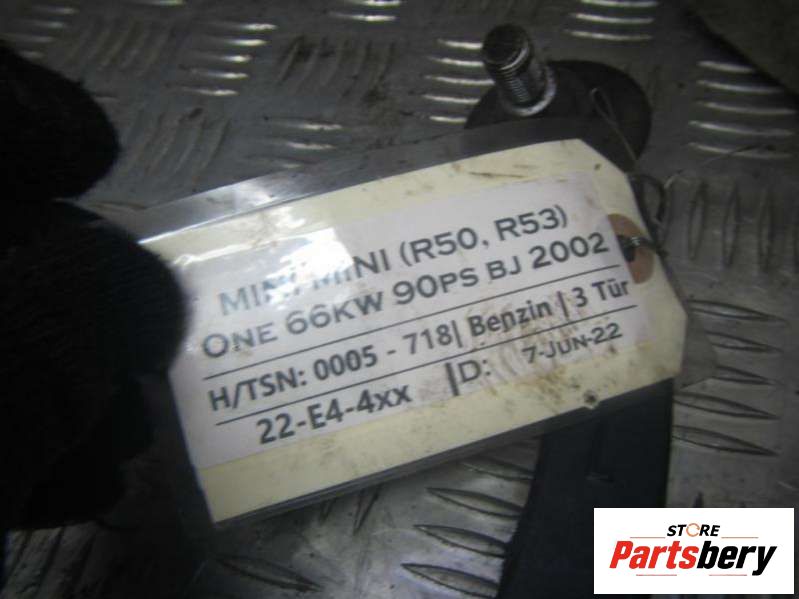 MINI MINI (R50, R53)
ONE 66KW 90PS BJ 2002
H/TSN: 0005 - 718| Benzin | 3 Tür
22-E4-4xx |D: 7-JUN-22
STORE
Partsbery